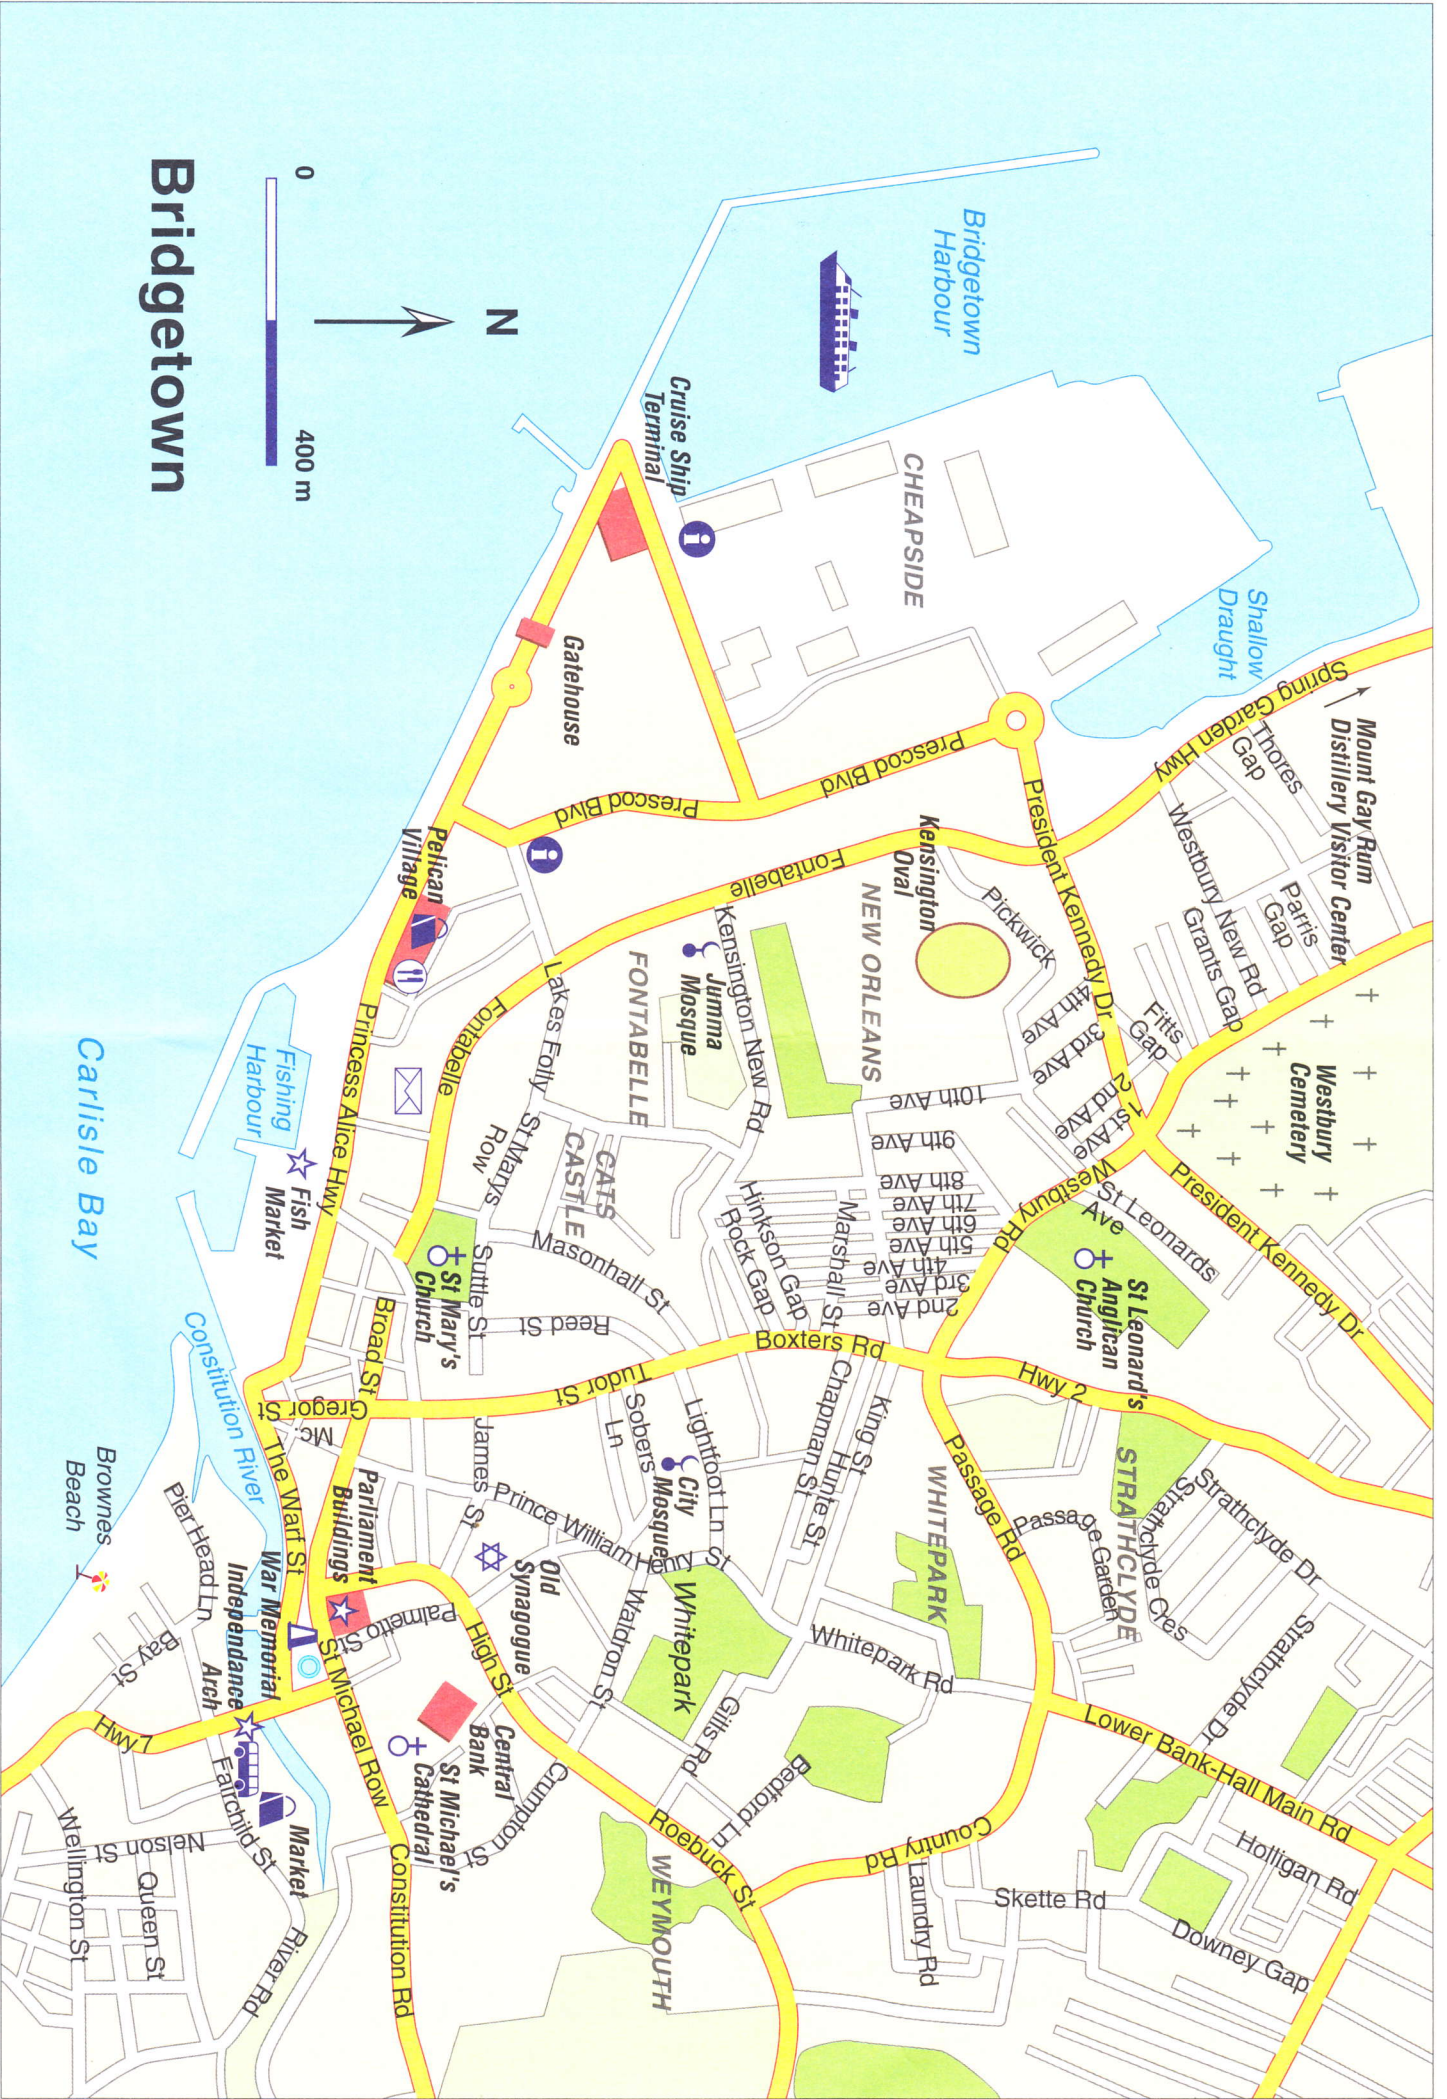 Mount Gay Rum
Distillery Visitor Center
Spring Garden Hwy
Thores
Gap
Parris
Gap
Westbury New Rd
Grants Gap
Westbury
Cemetery
President Kennedy Dr
Shallow
Draught
Fitts
Gap
St Leonards
Ave
St Leonard's
Anglican
Church
Hwy 2
STRATHCLYDE
Strathclyde Dr
Strathclyde Cres
Strathclyde Dr
Passage Garden
Lower Bank-Hall Main Rd
Holligan Rd
Downey Gap
Skette Rd
Laundry Rd
Country Rd
President Kennedy Dr
Pickwick
4th Ave
3rd Ave
2nd Ave
1st Ave
Westbury Rd
Passage Rd
WHITEPARK
Whitepark Rd
Bridgetown
Harbour
CHEAPSIDE
Prescod Blvd
Kensington
Oval
NEW ORLEANS
10th Ave
9th Ave
8th Ave
7th Ave
6th Ave
5th Ave
4th Ave
3rd Ave
2nd Ave
Marshall St
Boxters Rd
King St
Hunte St
Chapman St
Hinkson Gap
Rock Gap
Fontabelle
Kensington New Rd
Jumma
Mosque
FONTABELLE
Cruise Ship
Terminal
Prescod Blvd
Gatehouse
Lakes Folly
CATS
CASTLE
St Marys
Row
Masonhall St
Reed St
Suttle St
Tudor St
Sobers
Ln
Lightfoot Ln
City
Mosque
Prince William Henry St
Whitepark
Gills Rd
Bedford Ln
Waldron St
Crumpton St
Roebuck St
WEYMOUTH
James St
Old
Synagogue
High St
Central
Bank
St Michael's
Cathedral
Palmetto St
Parliament
Buildings
St Mary's
Church
Fontabelle
Pelican
Village
Princess Alice Hwy
Broad St
Mc. Gregor St
The Warf St
St Michael Row
Constitution Rd
War Memorial
Independance
Arch
Market
Fishing
Harbour
Fish
Market
Constitution River
Pier Head Ln
Bay St
Hwy 7
Fairchild St
River Rd
Nelson St
Queen St
Wellington St
Brownes
Beach
Carlisle Bay
N
0 400 m
Bridgetown